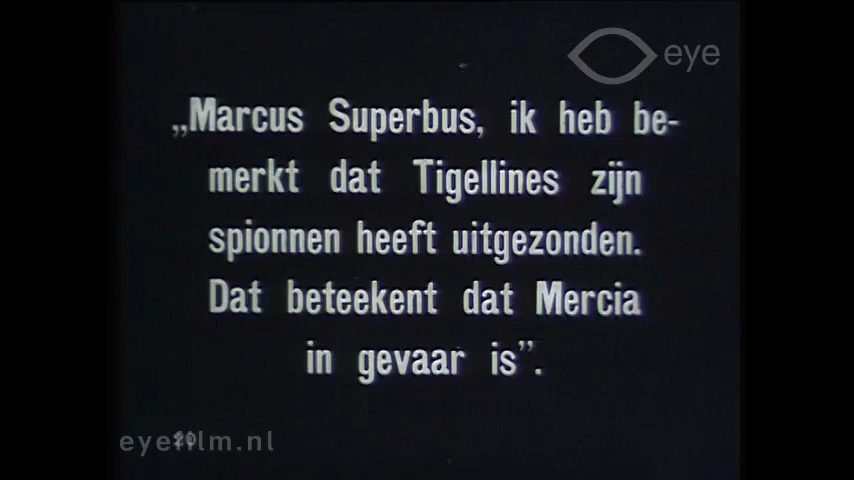 eye
„Marcus Superbus, ik heb be-
merkt dat Tigellines zijn
spionnen heeft uitgezonden.
Dat beteekent dat Mercia
in gevaar is”.
20
eyefilm.nl